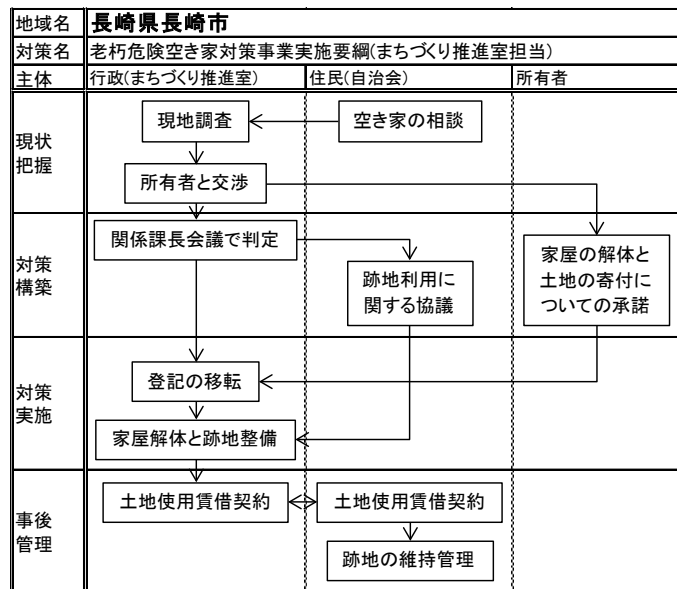 地域名 長崎県長崎市
対策名 老朽危険空き家対策事業実施要綱(まちづくり推進室担当)
主体 行政(まちづくり推進室) 住民(自治会) 所有者
現状
把握
現地調査 空き家の相談
所有者と交渉
対策
構築
関係課長会議で判定
跡地利用に
関する協議
家屋の解体と
土地の寄付に
ついての承諾
対策
実施
登記の移転
家屋解体と跡地整備
事後
管理
土地使用賃借契約 土地使用賃借契約
跡地の維持管理